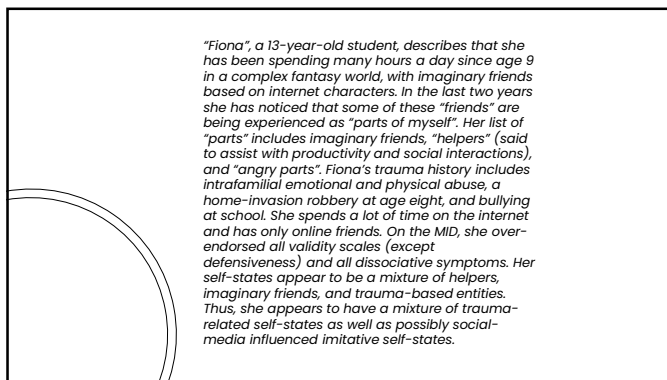 “Fiona”, a 13-year-old student, describes that she
has been spending many hours a day since age 9
in a complex fantasy world, with imaginary friends
based on internet characters. In the last two years
she has noticed that some of these “friends” are
being experienced as “parts of myself”. Her list of
“parts” includes imaginary friends, “helpers” (said
to assist with productivity and social interactions),
and “angry parts”. Fiona’s trauma history includes
intrafamilial emotional and physical abuse, a
home-invasion robbery at age eight, and bullying
at school. She spends a lot of time on the internet
and has only online friends. On the MID, she over-
endorsed all validity scales (except
defensiveness) and all dissociative symptoms. Her
self-states appear to be a mixture of helpers,
imaginary friends, and trauma-based entities.
Thus, she appears to have a mixture of trauma-
related self-states as well as possibly social-
media influenced imitative self-states.